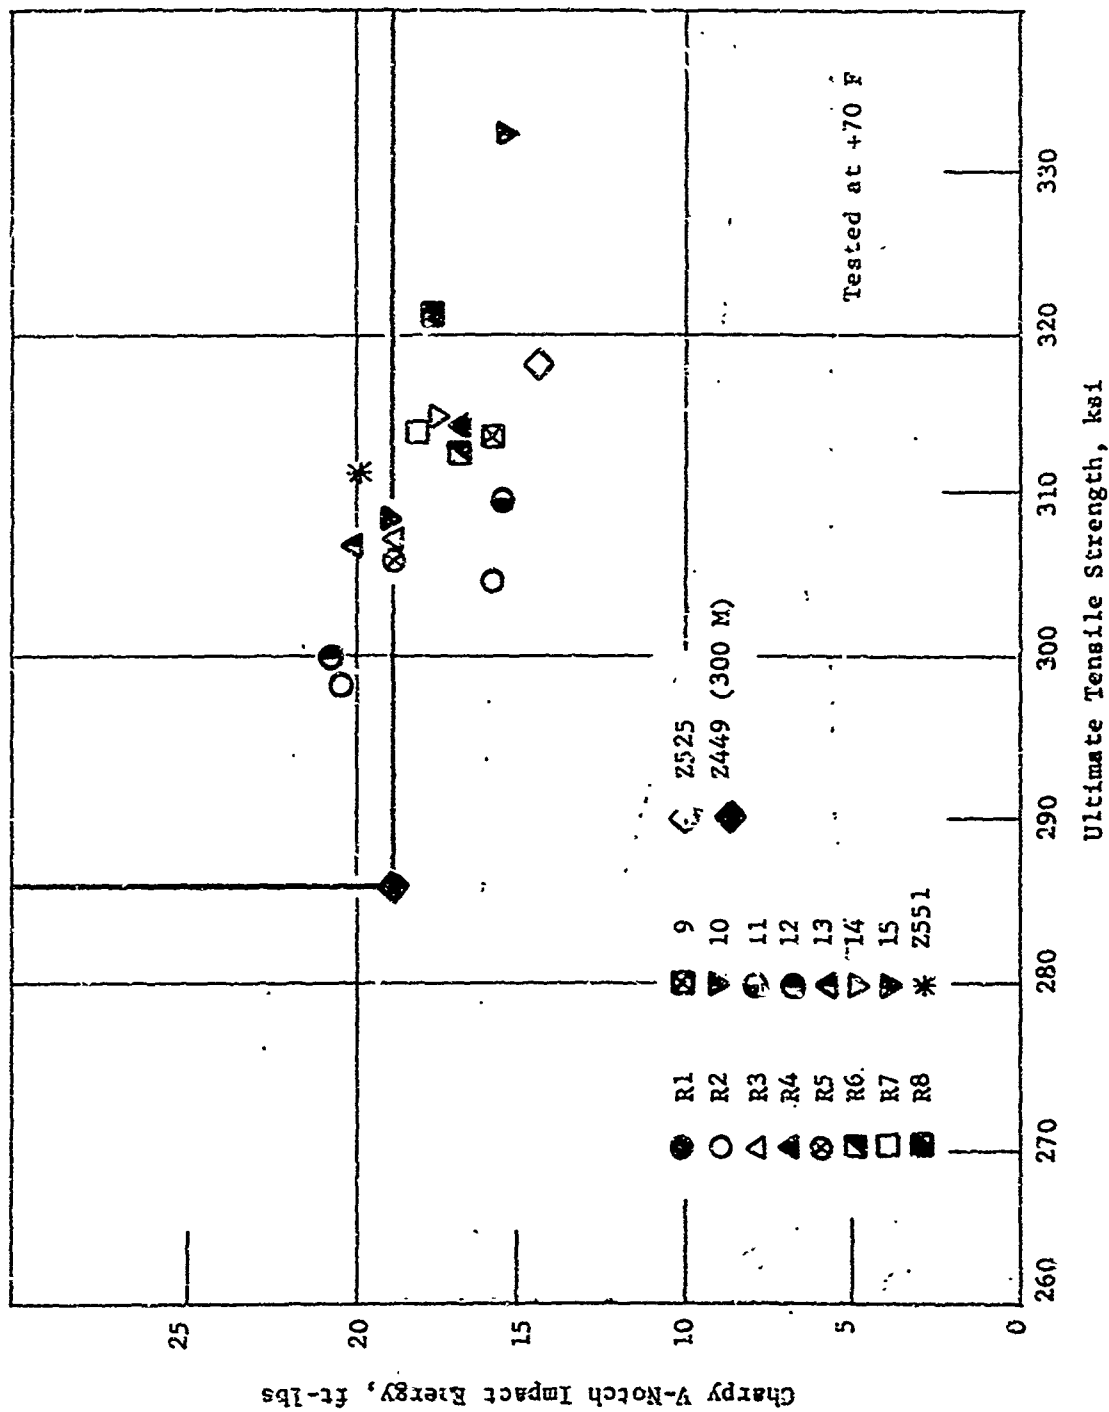 Charpy V-Notch Impact Energy, ft-lbs
25
20
15
10
5
0
260
270
280
290
300
310
320
330
Ultimate Tensile Strength, ksi
Tested at +70 F
R1
R2
R3
R4
R5
R6
R7
R8
9
10
11
12
13
14
15
Z551
Z525
Z449 (300 M)